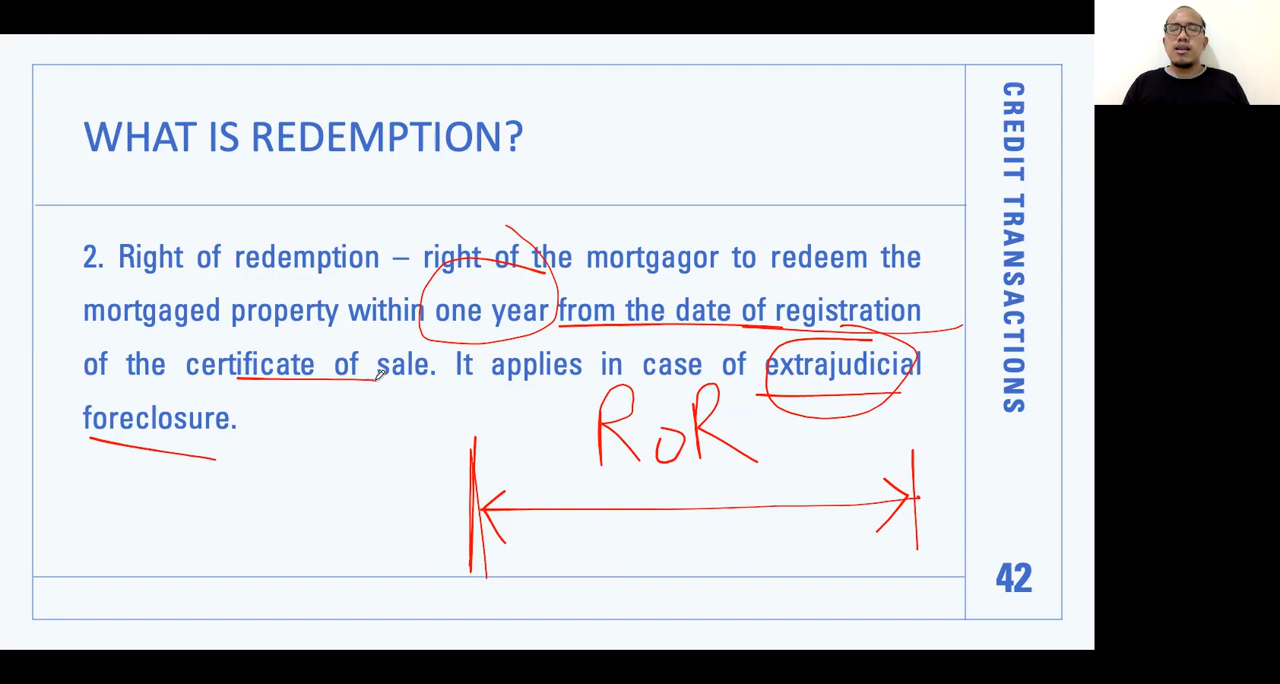 WHAT IS REDEMPTION?
2. Right of redemption – right of the mortgagor to redeem the
mortgaged property within one year from the date of registration
of the certificate of sale. It applies in case of extrajudicial
foreclosure.
RoR
CREDIT TRANSACTIONS
42